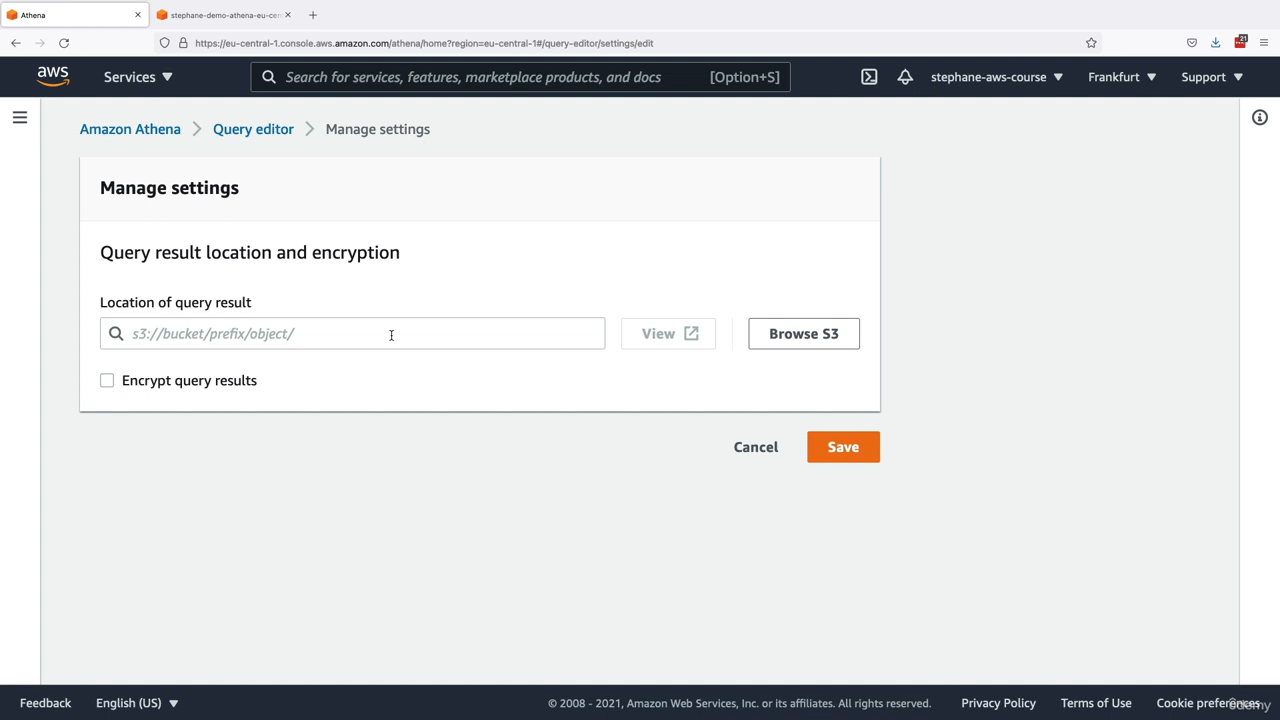 Athena
stephane-demo-athena-eu-cen
https://eu-central-1.console.aws.amazon.com/athena/home?region=eu-central-1#/query-editor/settings/edit
21
aws
Services
Search for services, features, marketplace products, and docs
[Option+S]
stephane-aws-course
Frankfurt
Support
Amazon Athena
Query editor
Manage settings
Manage settings
Query result location and encryption
Location of query result
s3://bucket/prefix/object/
View
Browse S3
Encrypt query results
Cancel
Save
Feedback
English (US)
© 2008 - 2021, Amazon Web Services, Inc. or its affiliates. All rights reserved.
Privacy Policy
Terms of Use
Cookie preferences
Udemy